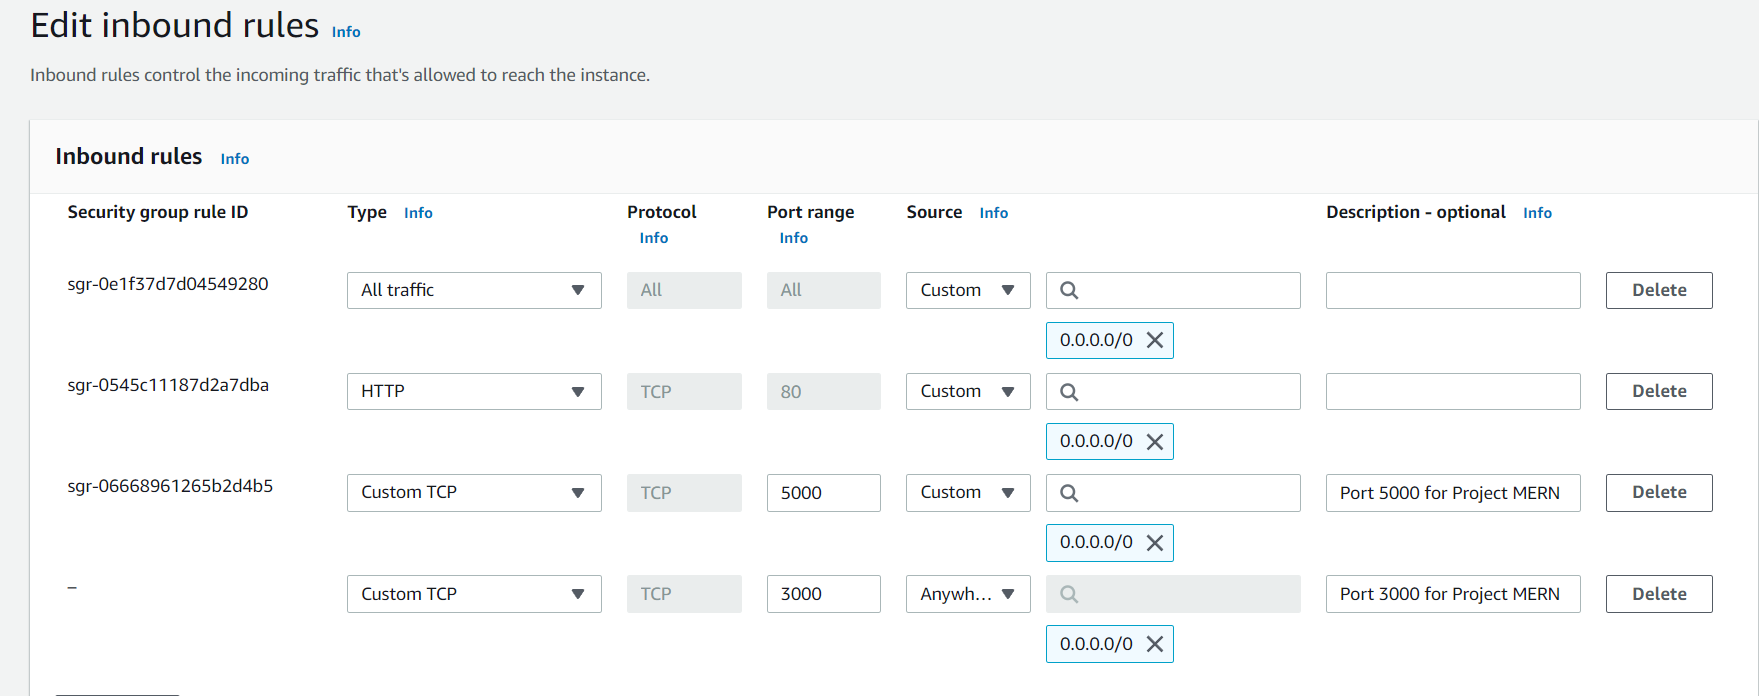 Edit inbound rules Info
Inbound rules control the incoming traffic that's allowed to reach the instance.
Inbound rules Info
Security group rule ID Type Info Protocol Info Port range Info Source Info Description - optional Info
sgr-0e1f37d7d04549280 All traffic All All Custom Delete
0.0.0.0/0
sgr-0545c11187d2a7dba HTTP TCP 80 Custom Delete
0.0.0.0/0
sgr-06668961265b2d4b5 Custom TCP TCP 5000 Custom Port 5000 for Project MERN Delete
0.0.0.0/0
– Custom TCP TCP 3000 Anywh... Port 3000 for Project MERN Delete
0.0.0.0/0